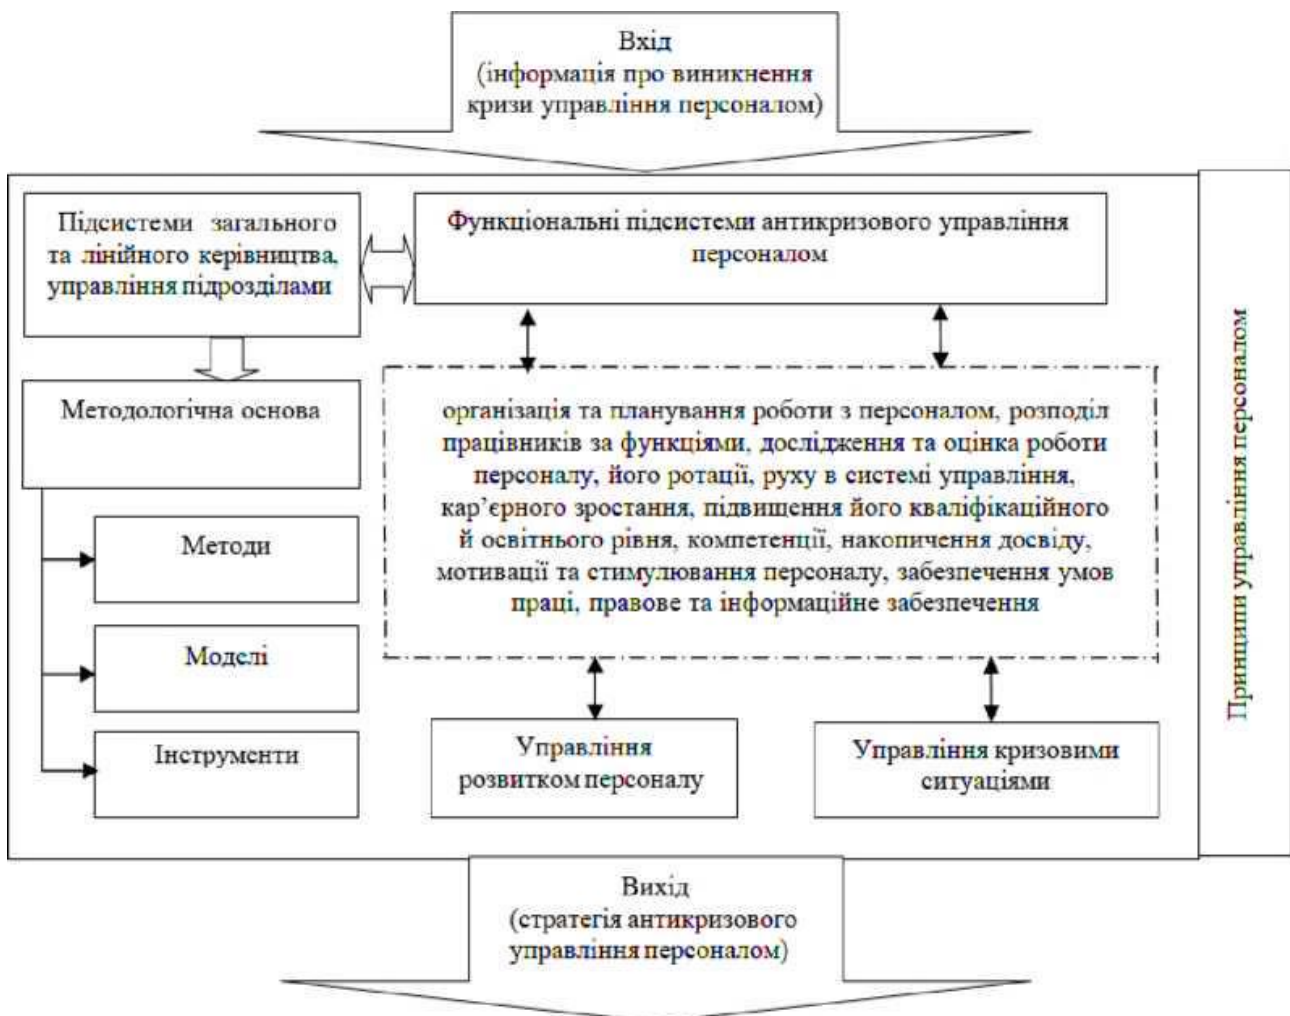 Вхід
(інформація про виникнення
кризи управління персоналом)
Підсистеми загального
та лінійного керівництва,
управління підрозділами
Функціональні підсистеми антикризового управління
персоналом
Методологічна основа
організація та планування роботи з персоналом, розподіл
працівників за функціями, дослідження та оцінка роботи
персоналу, його ротації, руху в системі управління,
кар’єрного зростання, підвищення його кваліфікаційного
й освітнього рівня, компетенції, накопичення досвіду,
мотивації та стимулювання персоналу, забезпечення умов
праці, правове та інформаційне забезпечення
Методи
Моделі
Інструменти
Управління
розвитком персоналу
Управління кризовими
ситуаціями
Принципи управління персоналом
Вихід
(стратегія антикризового
управління персоналом)